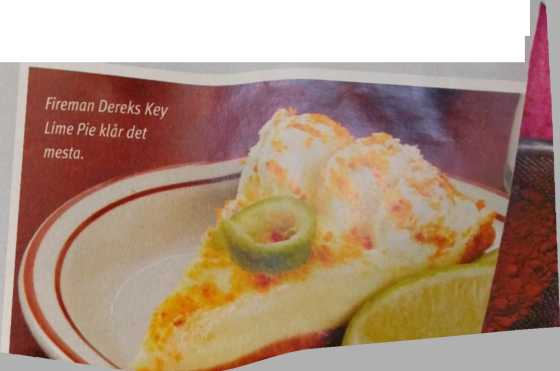 Fireman Dereks Key
Lime Pie klår det
mesta.